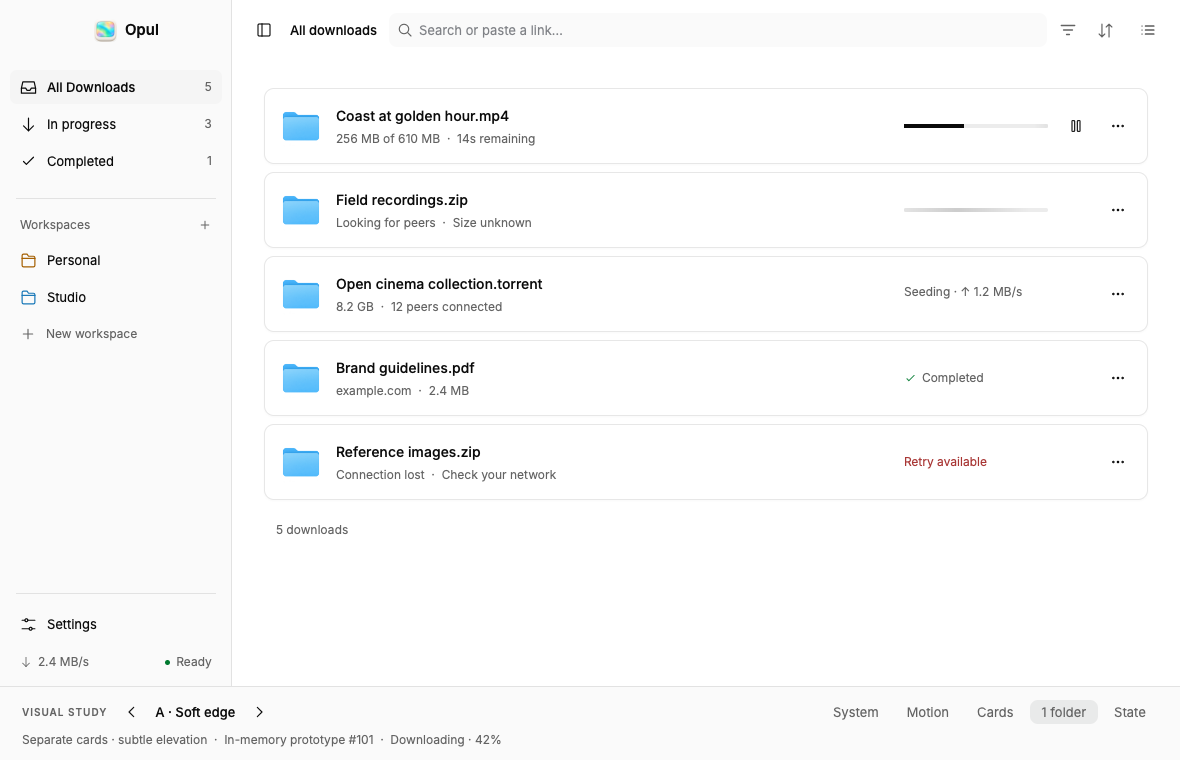 Opul
All downloads
Search or paste a link...
All Downloads 5
In progress 3
Completed 1
Workspaces
Personal
Studio
New workspace
Settings
2.4 MB/s
Ready
Coast at golden hour.mp4
256 MB of 610 MB · 14s remaining
Field recordings.zip
Looking for peers · Size unknown
Open cinema collection.torrent
8.2 GB · 12 peers connected
Seeding · ↑ 1.2 MB/s
Brand guidelines.pdf
example.com · 2.4 MB
Completed
Reference images.zip
Connection lost · Check your network
Retry available
5 downloads
VISUAL STUDY
A · Soft edge
System Motion Cards 1 folder State
Separate cards · subtle elevation · In-memory prototype #101 · Downloading · 42%